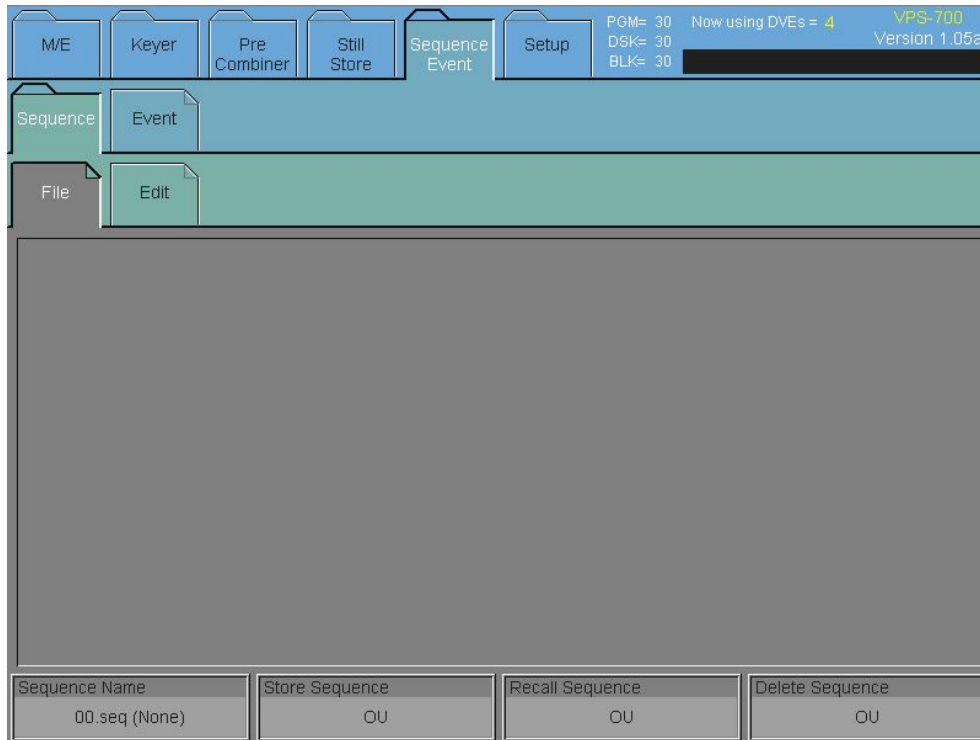 M/E
Keyer
Pre
Combiner
Still
Store
Sequence
Event
Setup
PGM= 30
DSK= 30
BLK= 30
Now using DVEs = 4
VPS-700
Version 1.05a
Sequence
Event
File
Edit
Sequence Name
00.seq (None)
Store Sequence
OU
Recall Sequence
OU
Delete Sequence
OU